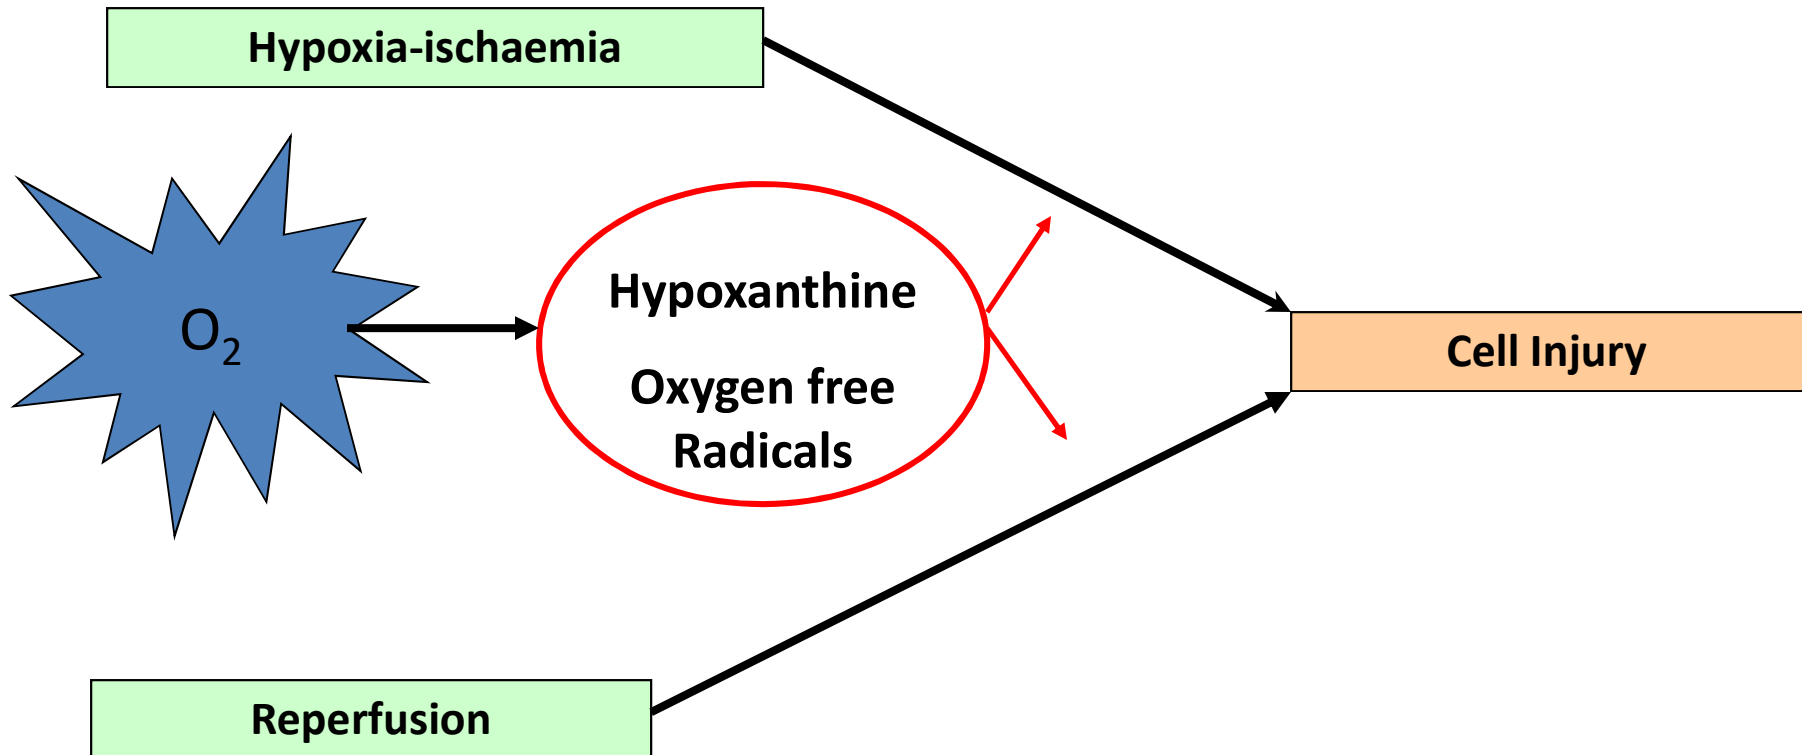 Hypoxia-ischaemia
O₂
Hypoxanthine
Oxygen free
Radicals
Cell Injury
Reperfusion